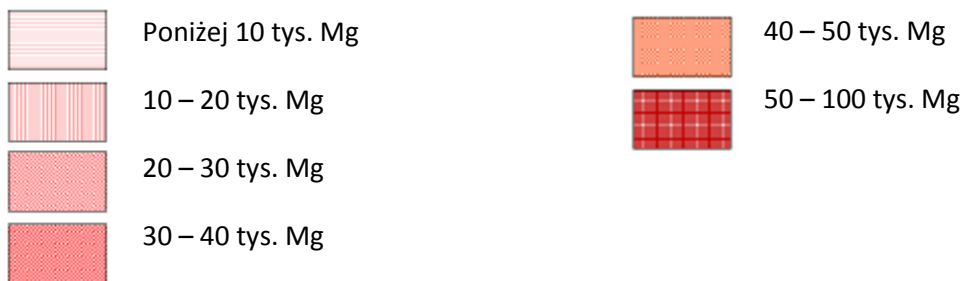 Poniżej 10 tys. Mg
10 – 20 tys. Mg
20 – 30 tys. Mg
30 – 40 tys. Mg
40 – 50 tys. Mg
50 – 100 tys. Mg